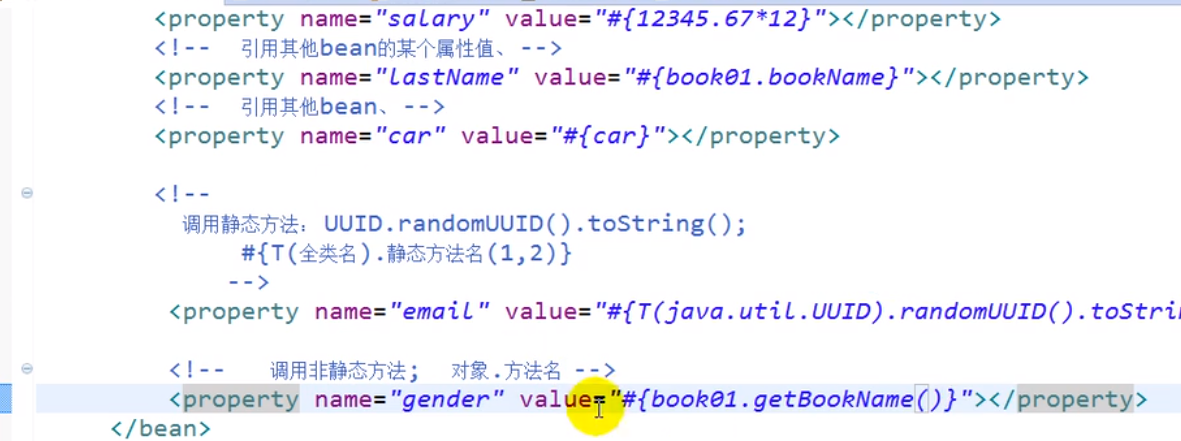 <property name="salary" value="#{12345.67*12}"></property>
<!-- 引用其他bean的某个属性值、-->
<property name="lastName" value="#{book01.bookName}"></property>
<!-- 引用其他bean、-->
<property name="car" value="#{car}"></property>
<!--
调用静态方法：UUID.randomUUID().toString();
#{T(全类名).静态方法名(1,2)}
-->
<property name="email" value="#{T(java.util.UUID).randomUUID().toStri
<!-- 调用非静态方法; 对象.方法名 -->
<property name="gender" value="#{book01.getBookName()}"></property>
</bean>